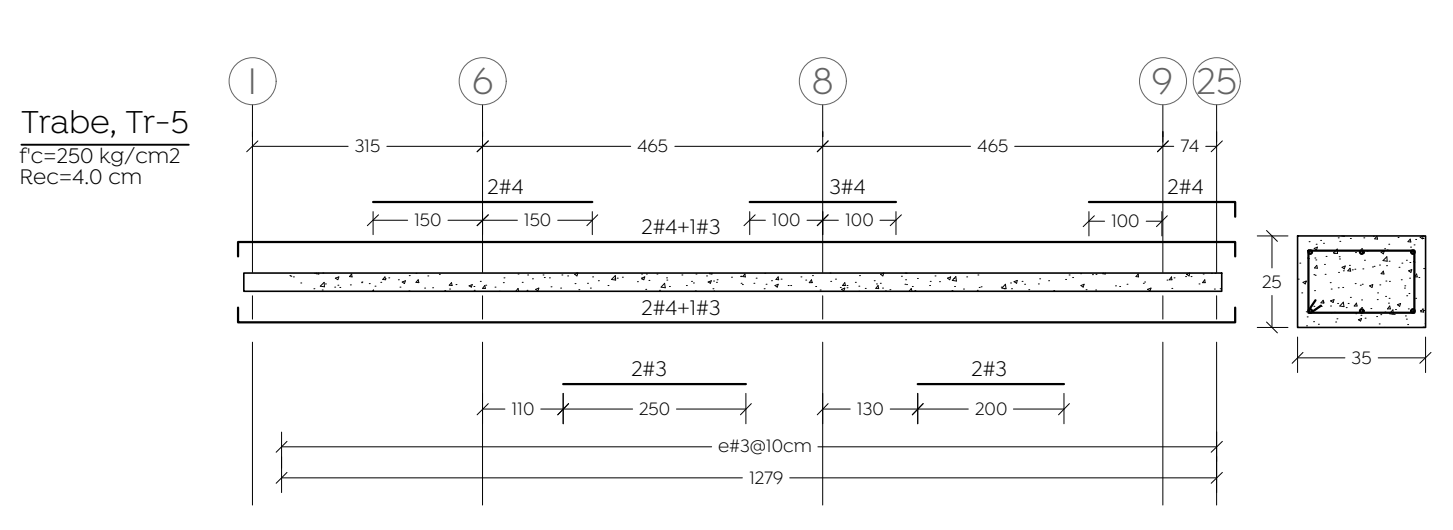 1 6 8 9 25
Trabe, Tr-5
f'c=250 kg/cm2
Rec=4.0 cm
315 465 465 74
2#4 3#4 2#4
150 150 100 100 100
2#4+1#3
2#4+1#3
25
35
2#3 2#3
110 250 130 200
e#3@10cm
1279